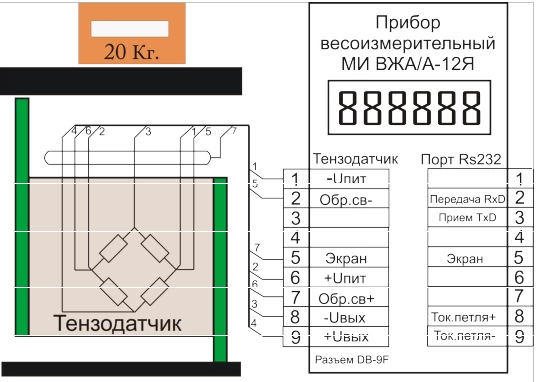 20 Кг.
Прибор
весоизмерительный
МИ ВЖА/А-12Я
888888
4 6 2 3 1 5 7
Тензодатчик Порт Rs232
1 1 -Uпит 1
5 2 Обр.св- Передача RxD 2
3 Прием TxD 3
4 4
7 5 Экран Экран 5
2 6 +Uпит 6
6 7 Обр.св+ 7
3 8 -Uвых Ток.петля+ 8
4 9 +Uвых Ток.петля- 9
Тензодатчик
Разъем DB-9F